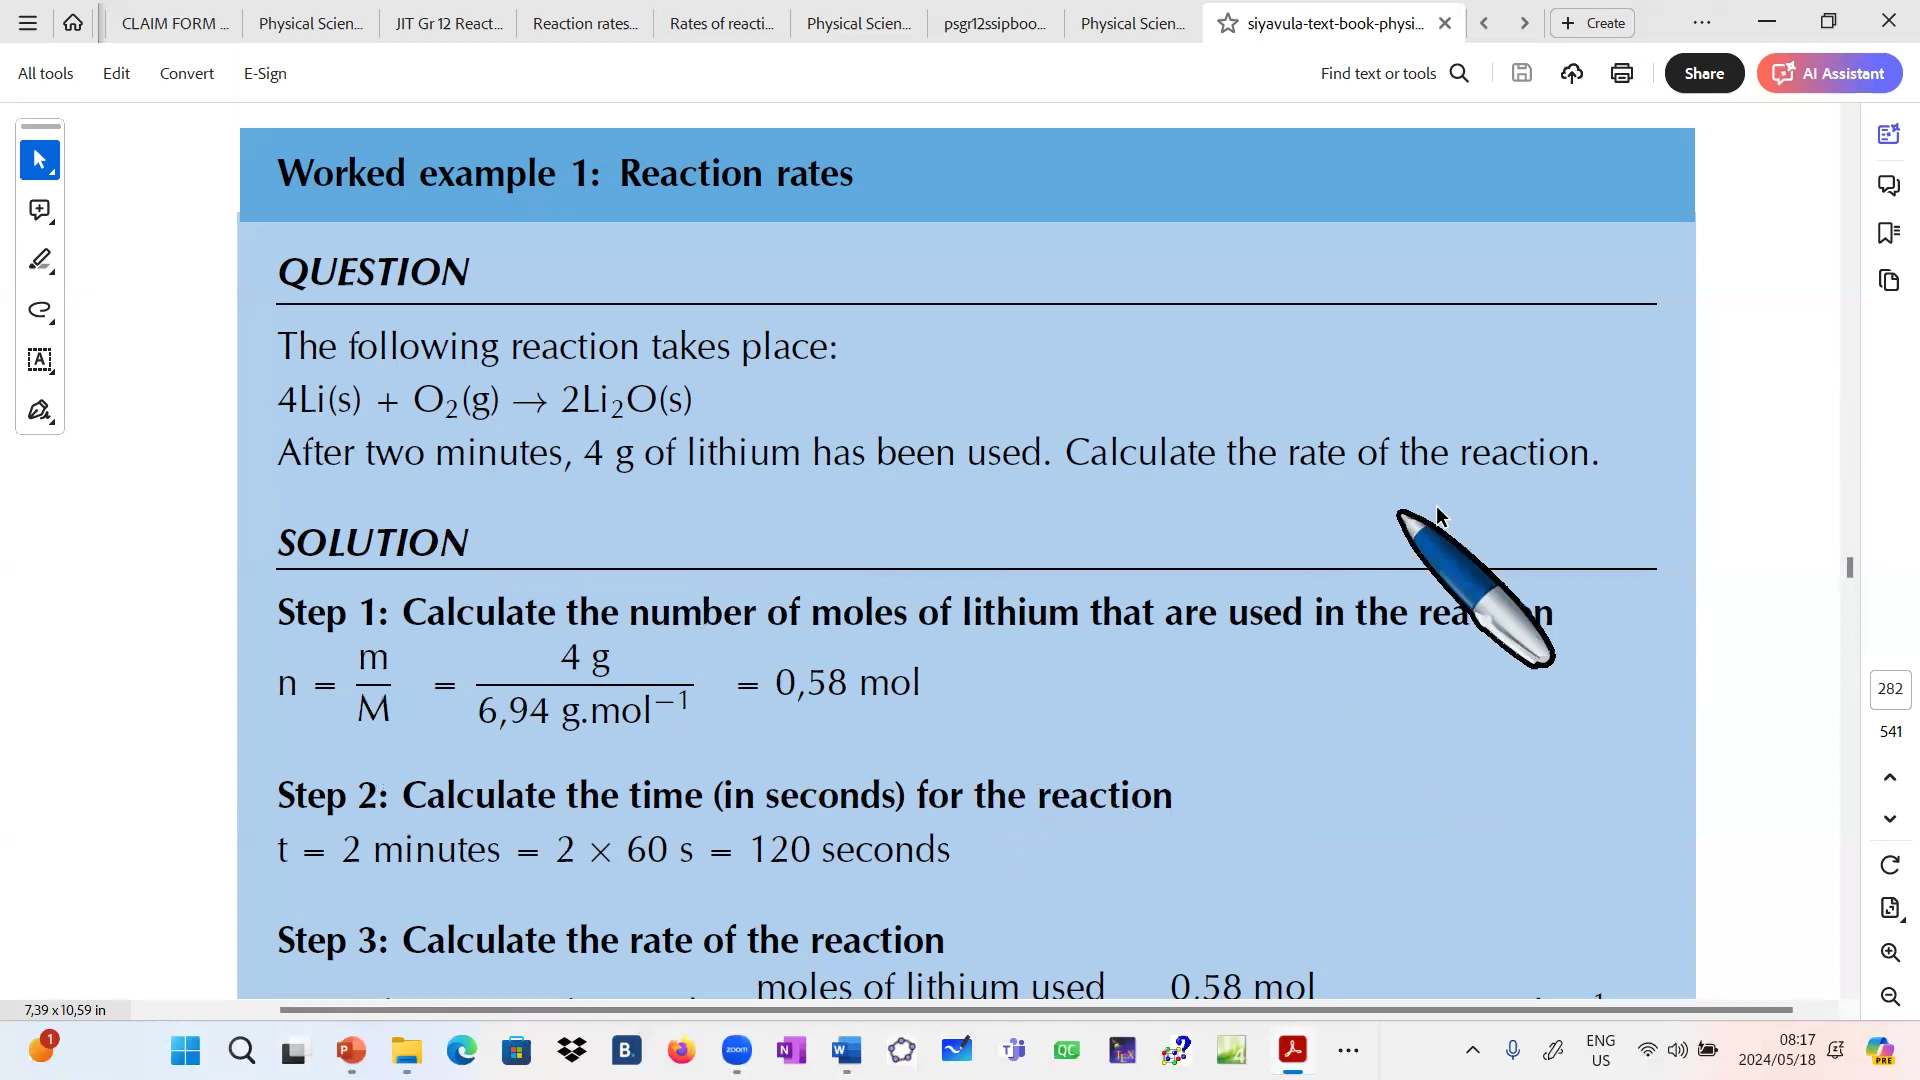 CLAIM FORM ...
Physical Scien...
JIT Gr 12 React...
Reaction rates...
Rates of reacti...
Physical Scien...
psgr12ssipboo...
Physical Scien...
siyavula-text-book-physi...
Create
All tools
Edit
Convert
E-Sign
Find text or tools
Share
AI Assistant
Worked example 1: Reaction rates
QUESTION
The following reaction takes place:
4Li(s) + O₂(g) → 2Li₂O(s)
After two minutes, 4 g of lithium has been used. Calculate the rate of the reaction.
SOLUTION
Step 1: Calculate the number of moles of lithium that are used in the rea n
n = m/M = 4 g/6,94 g.mol⁻¹ = 0,58 mol
Step 2: Calculate the time (in seconds) for the reaction
t = 2 minutes = 2 × 60 s = 120 seconds
Step 3: Calculate the rate of the reaction
moles of lithium used 0,58 mol
282
541
7,39 x 10,59 in
1
zoom
QC
ENG
US
08:17
2024/05/18
PRE